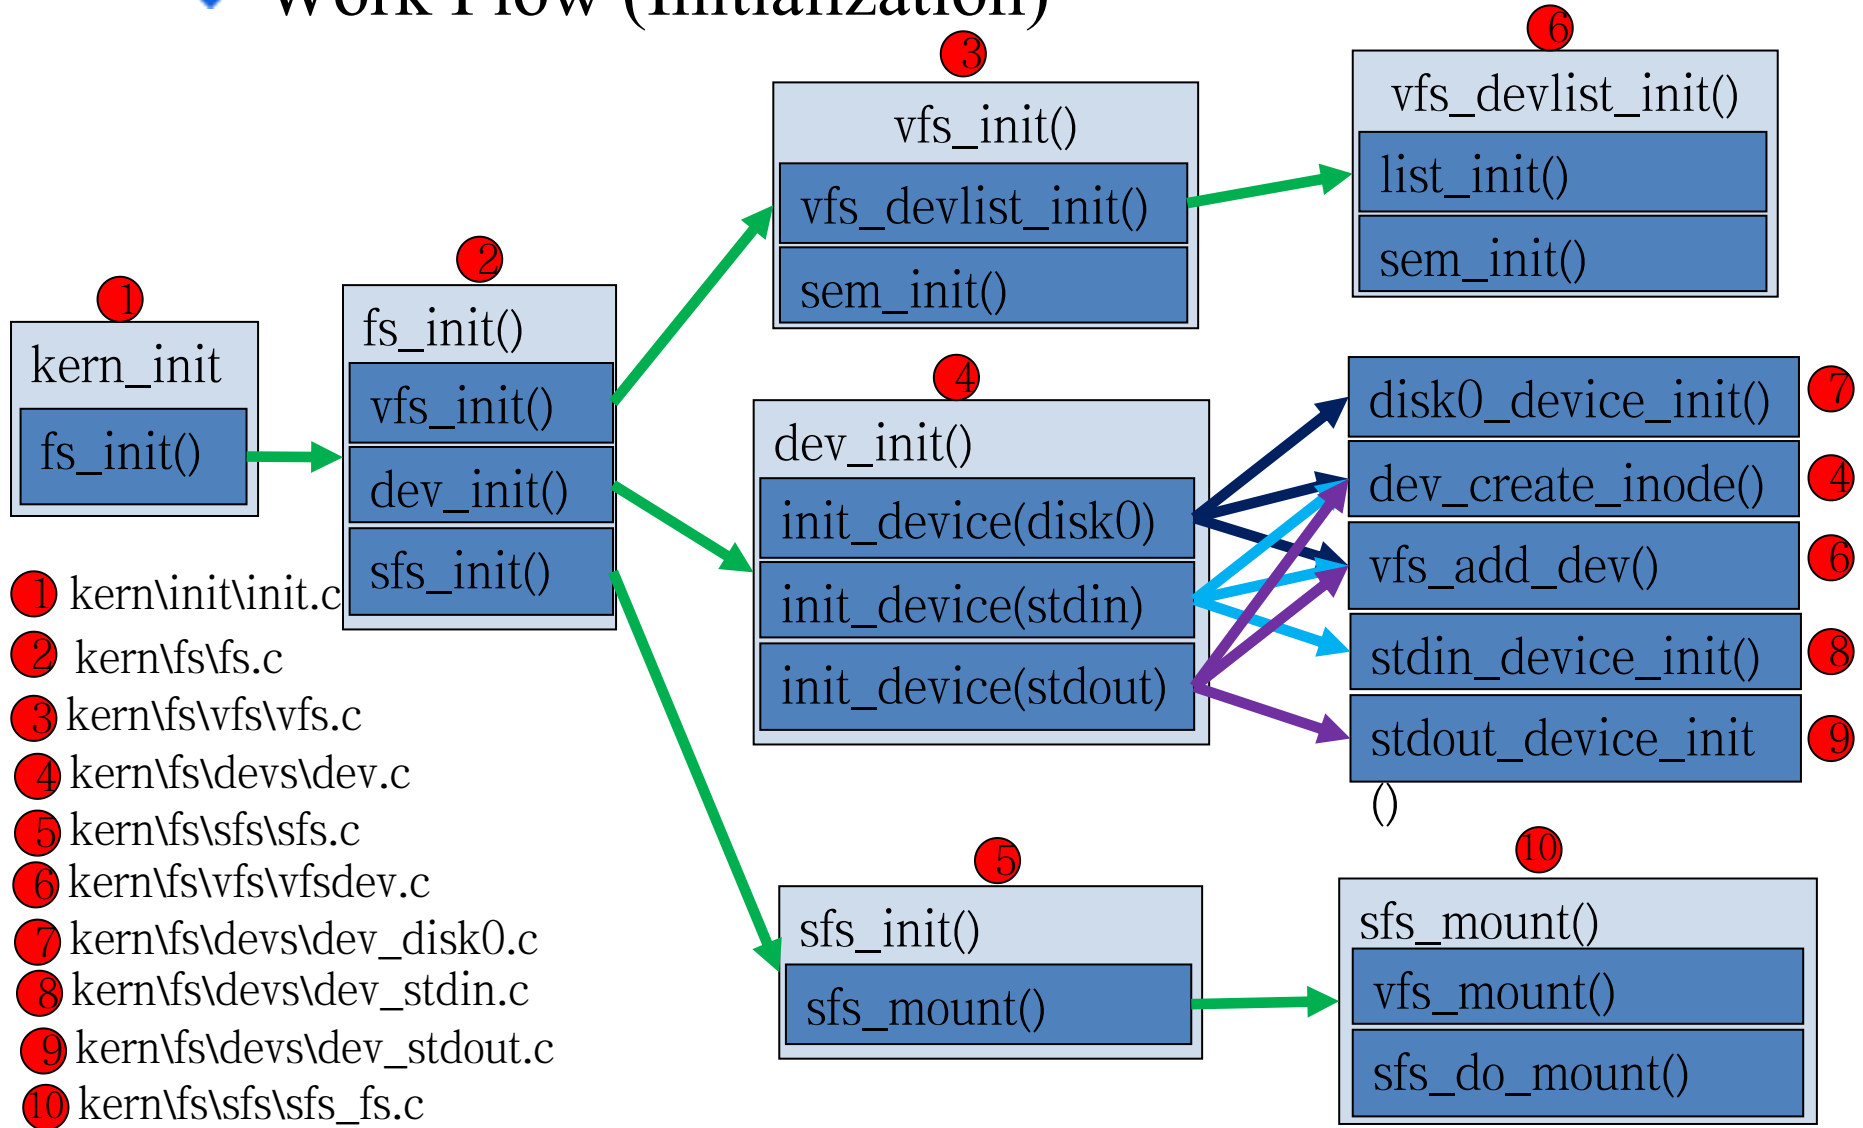 Work Flow (Initialization)
1
kern_init
fs_init()
2
fs_init()
vfs_init()
dev_init()
sfs_init()
3
vfs_init()
vfs_devlist_init()
sem_init()
6
vfs_devlist_init()
list_init()
sem_init()
4
dev_init()
init_device(disk0)
init_device(stdin)
init_device(stdout)
disk0_device_init() 7
dev_create_inode() 4
vfs_add_dev() 6
stdin_device_init() 8
stdout_device_init 9
()
5
sfs_init()
sfs_mount()
10
sfs_mount()
vfs_mount()
sfs_do_mount()
1 kern\init\init.c
2 kern\fs\fs.c
3 kern\fs\vfs\vfs.c
4 kern\fs\devs\dev.c
5 kern\fs\sfs\sfs.c
6 kern\fs\vfs\vfsdev.c
7 kern\fs\devs\dev_disk0.c
8 kern\fs\devs\dev_stdin.c
9 kern\fs\devs\dev_stdout.c
10 kern\fs\sfs\sfs_fs.c